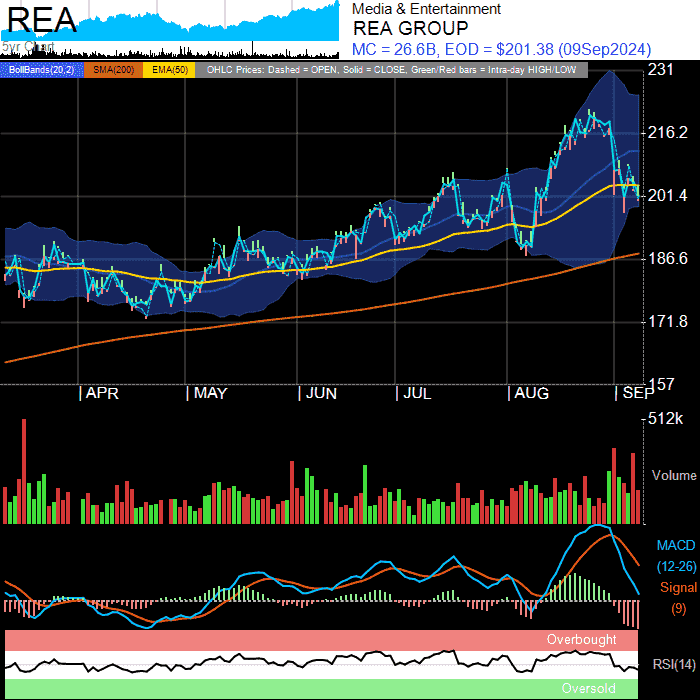 REA
5yr Chart
Media & Entertainment
REA GROUP
MC = 26.6B, EOD = $201.38 (09Sep2024)
BollBands(20,2) SMA(200) EMA(50) OHLC Prices: Dashed = OPEN, Solid = CLOSE, Green/Red bars = Intra-day HIGH/LOW
231
216.2
201.4
186.6
171.8
157
| APR | MAY | JUN | JUL | AUG | SEP
512k
Volume
MACD
(12-26)
Signal
(9)
Overbought
RSI(14)
Oversold